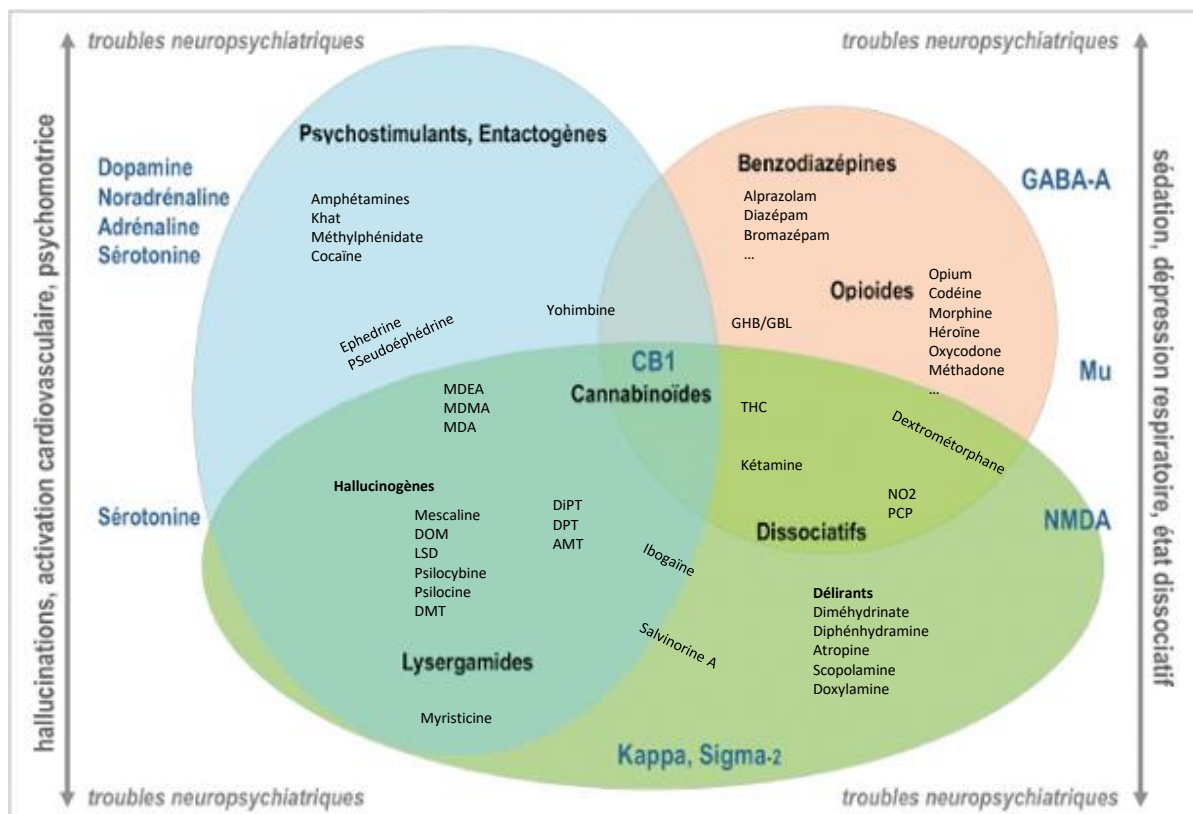 troubles neuropsychiatriques
troubles neuropsychiatriques
hallucinations, activation cardiovasculaire, psychomotrice
sédation, dépression respiratoire, état dissociatif
Psychostimulants, Entactogènes
Dopamine
Noradrénaline
Adrénaline
Sérotonine
Amphétamines
Khat
Méthylphénidate
Cocaïne
Benzodiazépines
Alprazolam
Diazépam
Bromazépam
...
GABA-A
Opioides
Opium
Codéine
Morphine
Héroïne
Oxycodone
Méthadone
...
Ephedrine
PSeudoéphédrine
Yohimbine
GHB/GBL
CB1
Cannabinoïdes
Mu
MDEA
MDMA
MDA
THC
Dextrométorphane
Kétamine
Hallucinogènes
Mescaline
DOM
LSD
Psilocybine
Psilocine
DMT
DiPT
DPT
AMT
NO2
PCP
Sérotonine
NMDA
Dissociatifs
Ibogaïne
Salvinorine A
Délirants
Diméhydrinate
Diphénhydramine
Atropine
Scopolamine
Doxylamine
Lysergamides
Myristicine
Kappa, Sigma-2
troubles neuropsychiatriques
troubles neuropsychiatriques